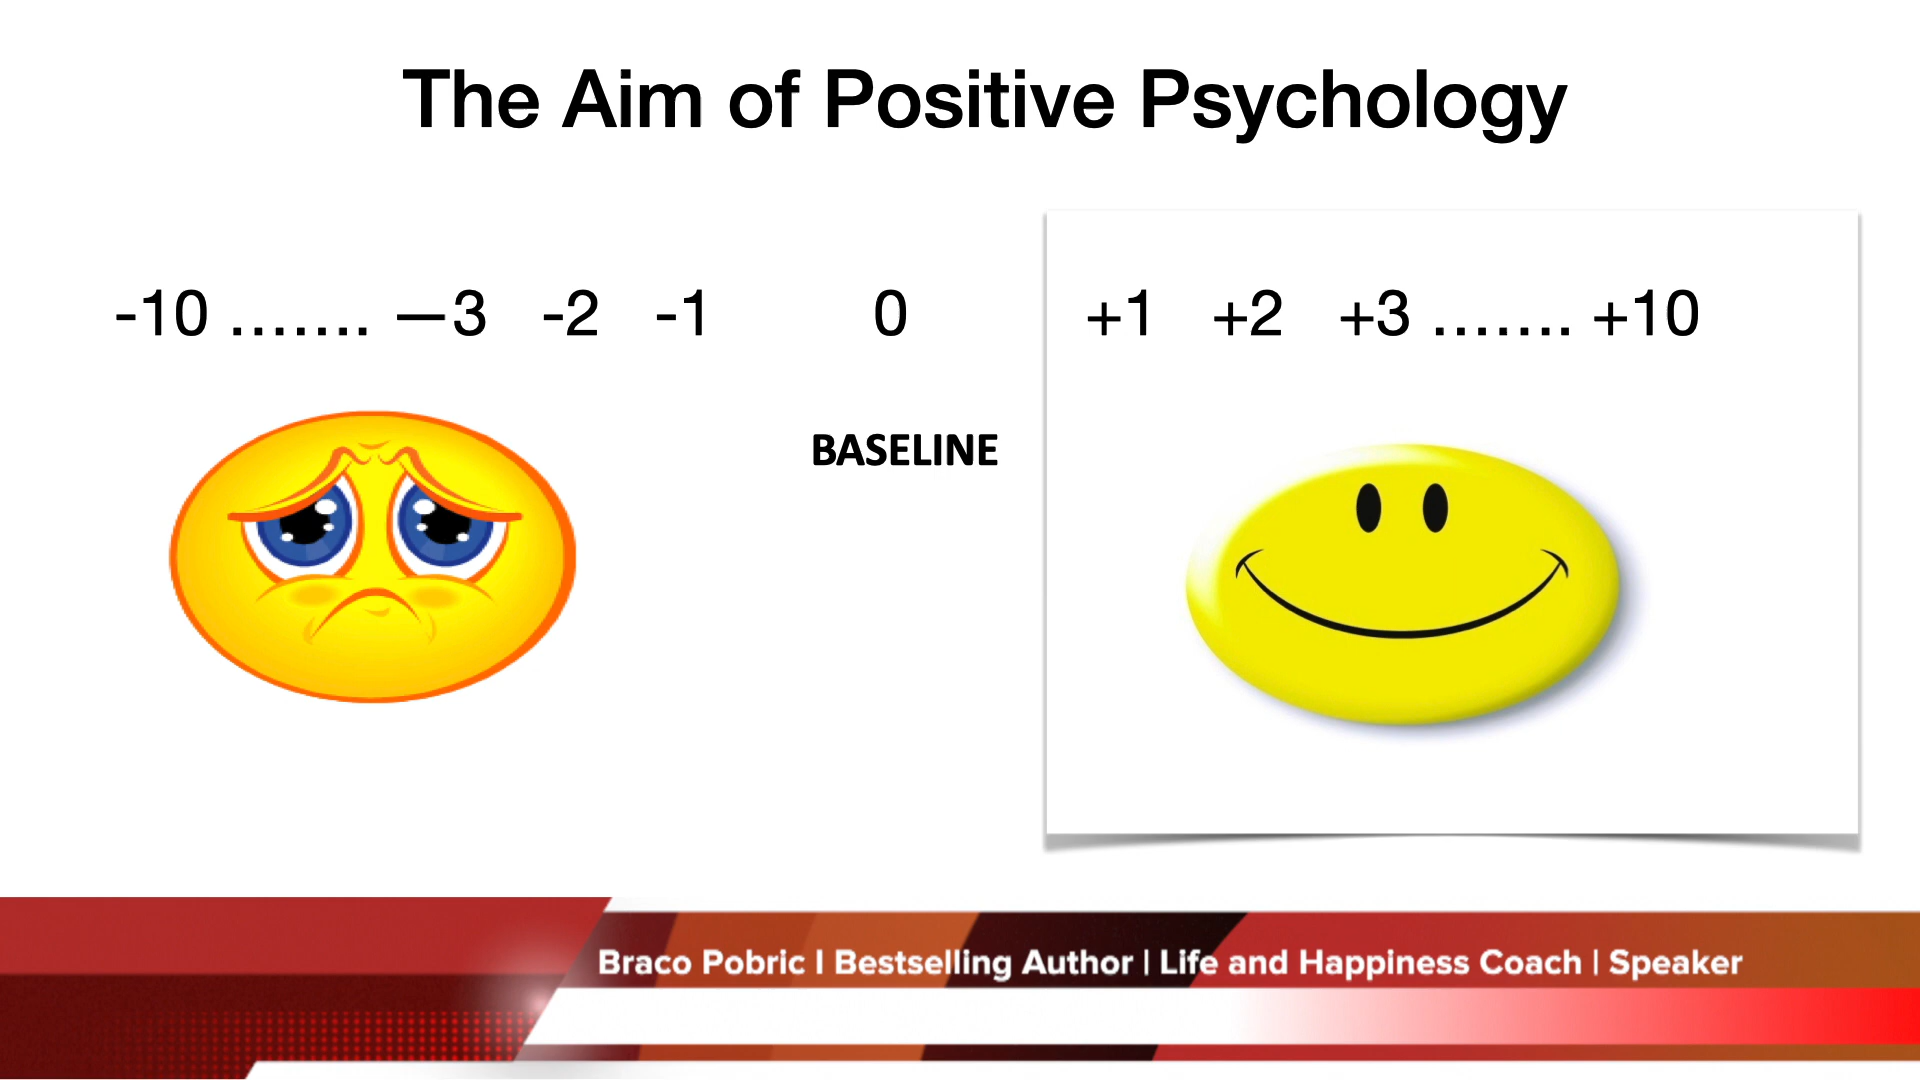 The Aim of Positive Psychology
-10 ....... —3 -2 -1 0 +1 +2 +3 ....... +10
BASELINE
Braco Pobric I Bestselling Author | Life and Happiness Coach | Speaker